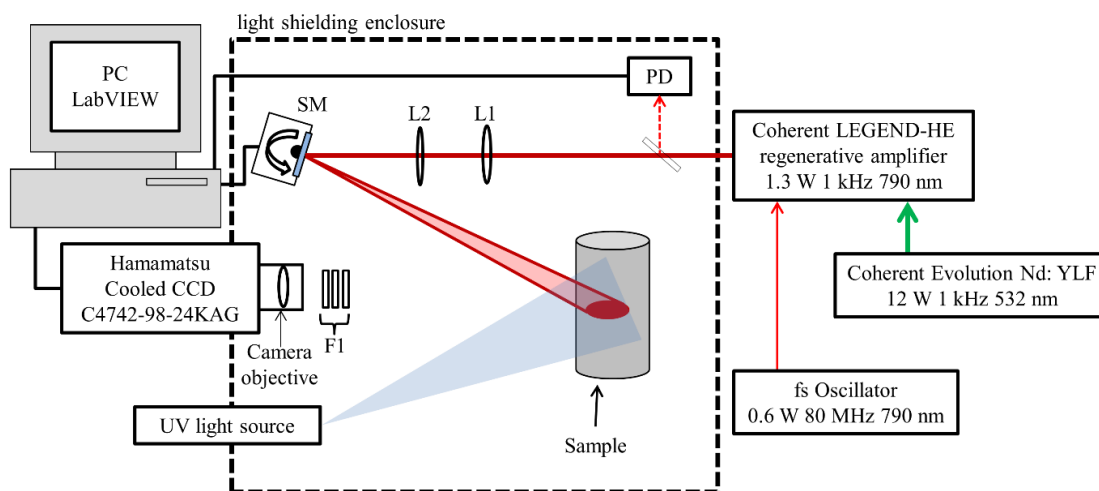 light shielding enclosure
PC
LabVIEW
SM
L2
L1
PD
Coherent LEGEND-HE
regenerative amplifier
1.3 W 1 kHz 790 nm
Hamamatsu
Cooled CCD
C4742-98-24KAG
F1
Camera
objective
Coherent Evolution Nd: YLF
12 W 1 kHz 532 nm
UV light source
Sample
fs Oscillator
0.6 W 80 MHz 790 nm